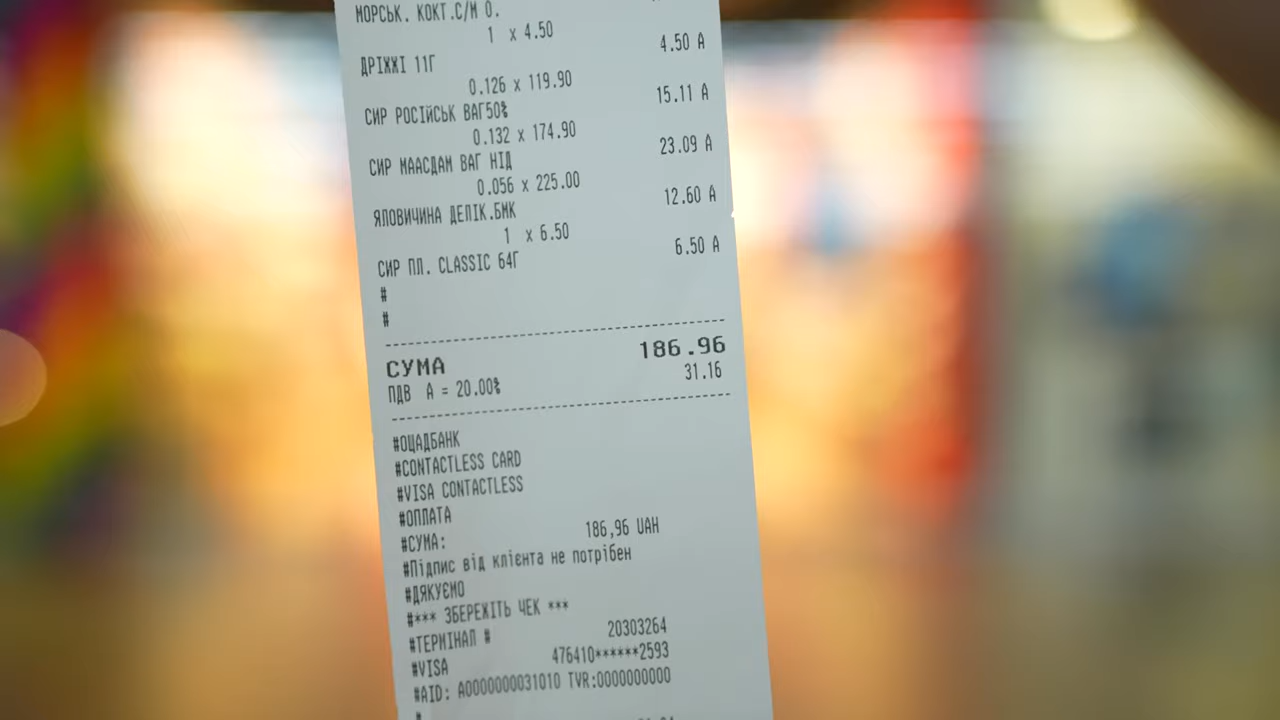 МОРСЬК. КОКТ.С/М 0.
1 x 4.50
ДРІЖЖІ 11Г 4.50 А
0.126 x 119.90
СИР РОСІЙСЬК ВАГ50% 15.11 А
0.132 x 174.90
СИР МААСДАМ ВАГ НІД 23.09 А
0.056 x 225.00
ЯЛОВИЧИНА ДЕЛІК.БМК 12.60 А
1 x 6.50
СИР ПЛ. CLASSIC 64Г 6.50 А
#
#
СУМА 186.96
ПДВ А = 20.00% 31.16
#ОЩАДБАНК
#CONTACTLESS CARD
#VISA CONTACTLESS
#ОПЛАТА
#СУМА: 186,96 UAH
#Підпис від клієнта не потрібен
#ДЯКУЄМО
#*** ЗБЕРЕЖІТЬ ЧЕК ***
#ТЕРМІНАЛ # 20303264
#VISA 476410******2593
#AID: A0000000031010 TVR:0000000000
#